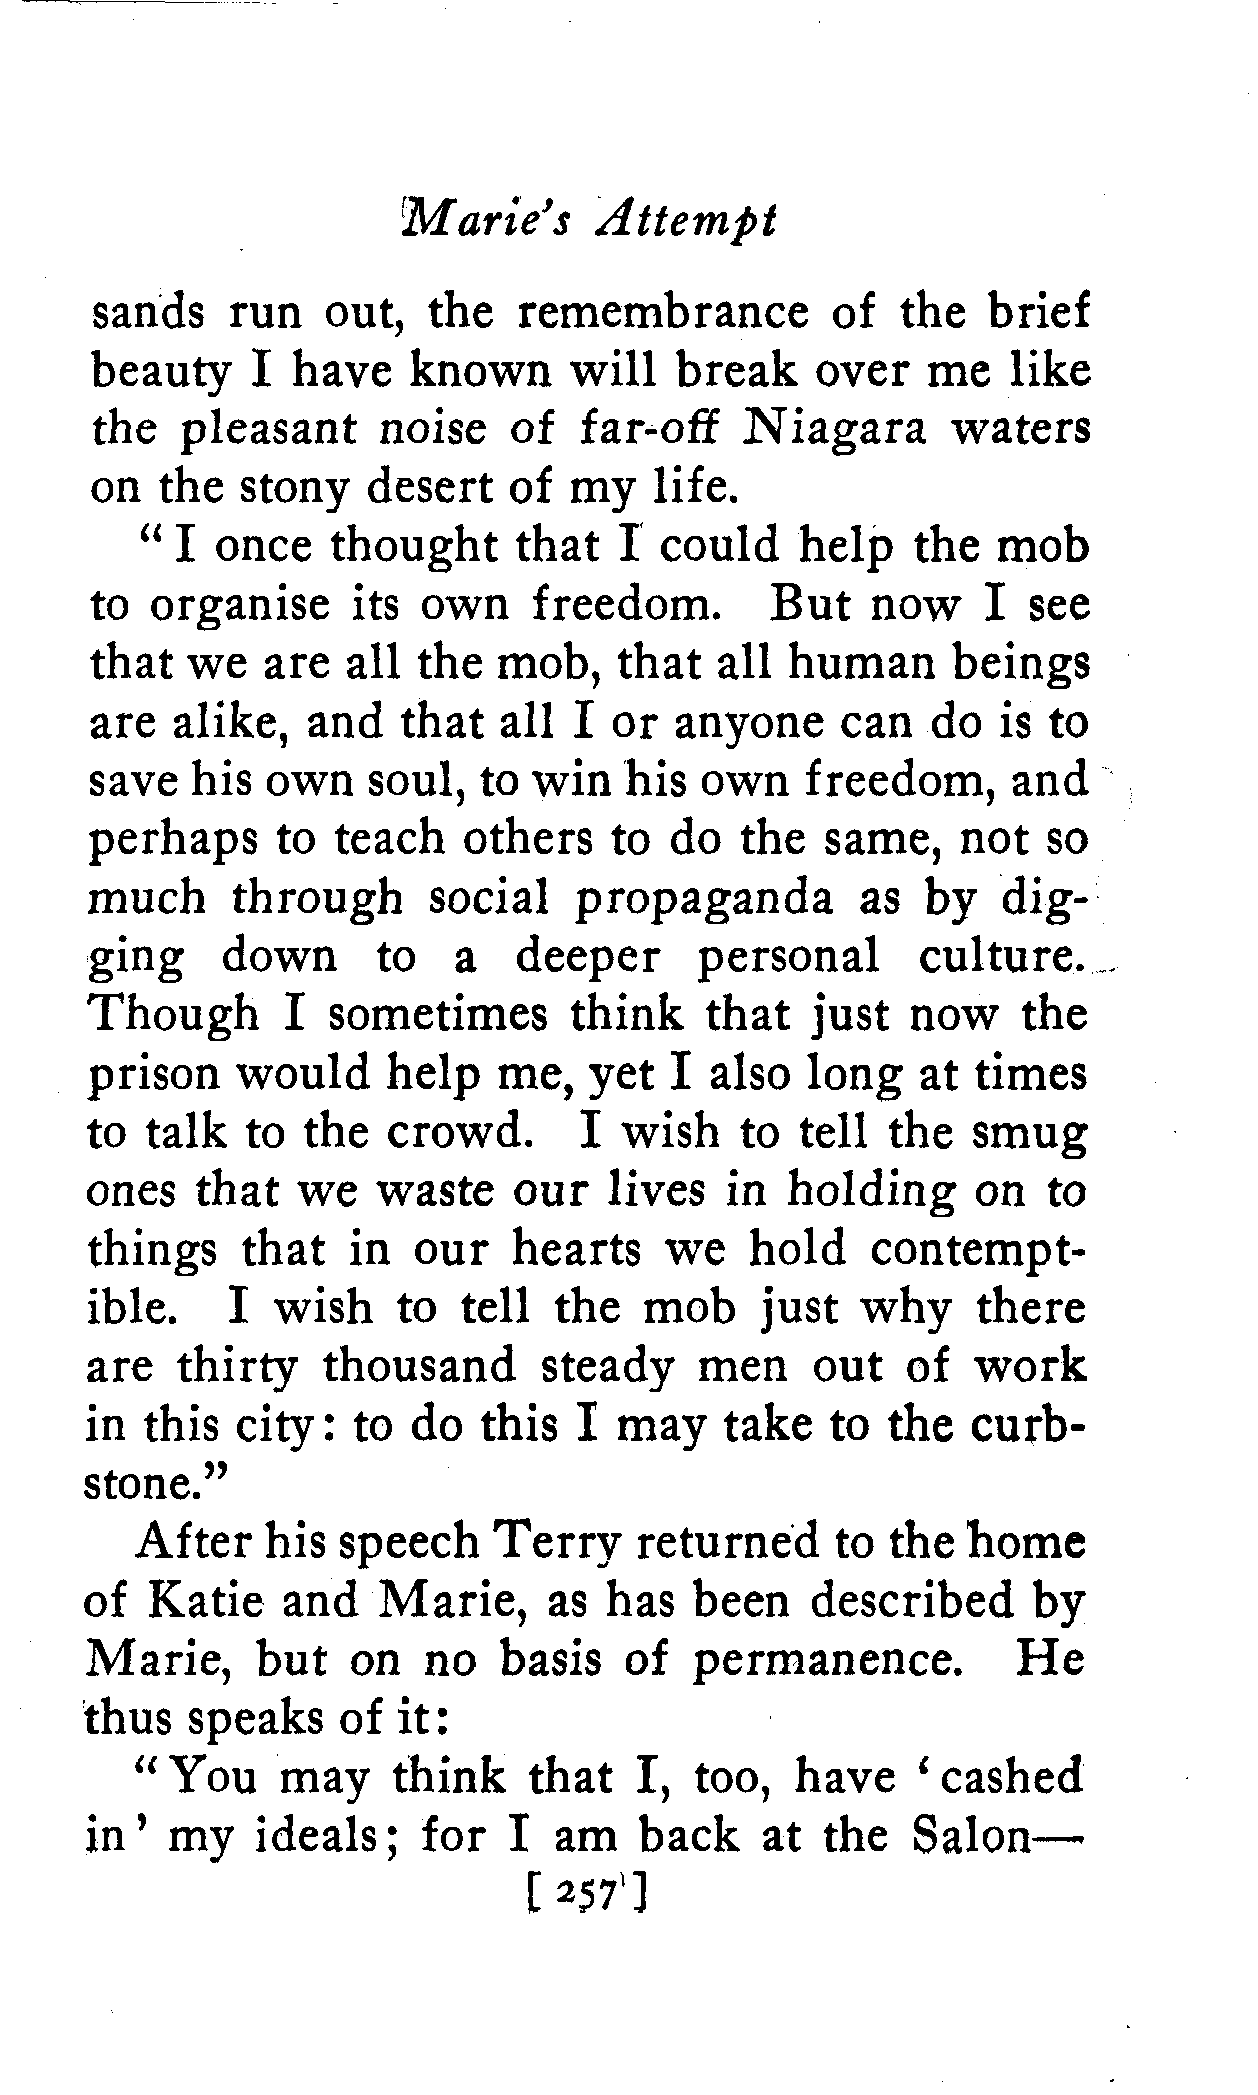 Marie's Attempt
sands run out, the remembrance of the brief
beauty I have known will break over me like
the pleasant noise of far-off Niagara waters
on the stony desert of my life.
“ I once thought that I could help the mob
to organise its own freedom. But now I see
that we are all the mob, that all human beings
are alike, and that all I or anyone can do is to
save his own soul, to win his own freedom, and
perhaps to teach others to do the same, not so
much through social propaganda as by dig-
ging down to a deeper personal culture.
Though I sometimes think that just now the
prison would help me, yet I also long at times
to talk to the crowd. I wish to tell the smug
ones that we waste our lives in holding on to
things that in our hearts we hold contempt-
ible. I wish to tell the mob just why there
are thirty thousand steady men out of work
in this city: to do this I may take to the curb-
stone.”
After his speech Terry returned to the home
of Katie and Marie, as has been described by
Marie, but on no basis of permanence. He
thus speaks of it:
“ You may think that I, too, have ‘ cashed
in ’ my ideals; for I am back at the Salon—
[ 257 ]